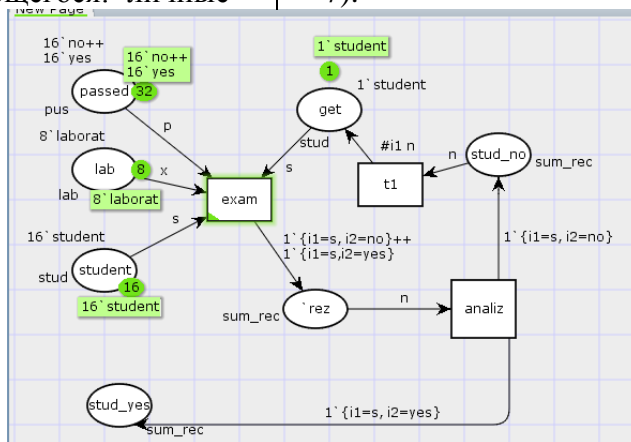 щегося: личные
7).
New Page
16`no++
16`yes
16`no++
16`yes
passed
32
pus
p
8`laborat
lab
8
x
lab
8`laborat
16`student
s
stud
student
16
16`student
exam
1`student
1
1`student
get
stud
s
#i1 n
t1
n
stud_no
sum_rec
1`{i1=s, i2=no}++
1`{i1=s,i2=yes}
1`{i1=s, i2=no}
sum_rec
`rez
n
analiz
stud_yes
sum_rec
1`{i1=s, i2=yes}